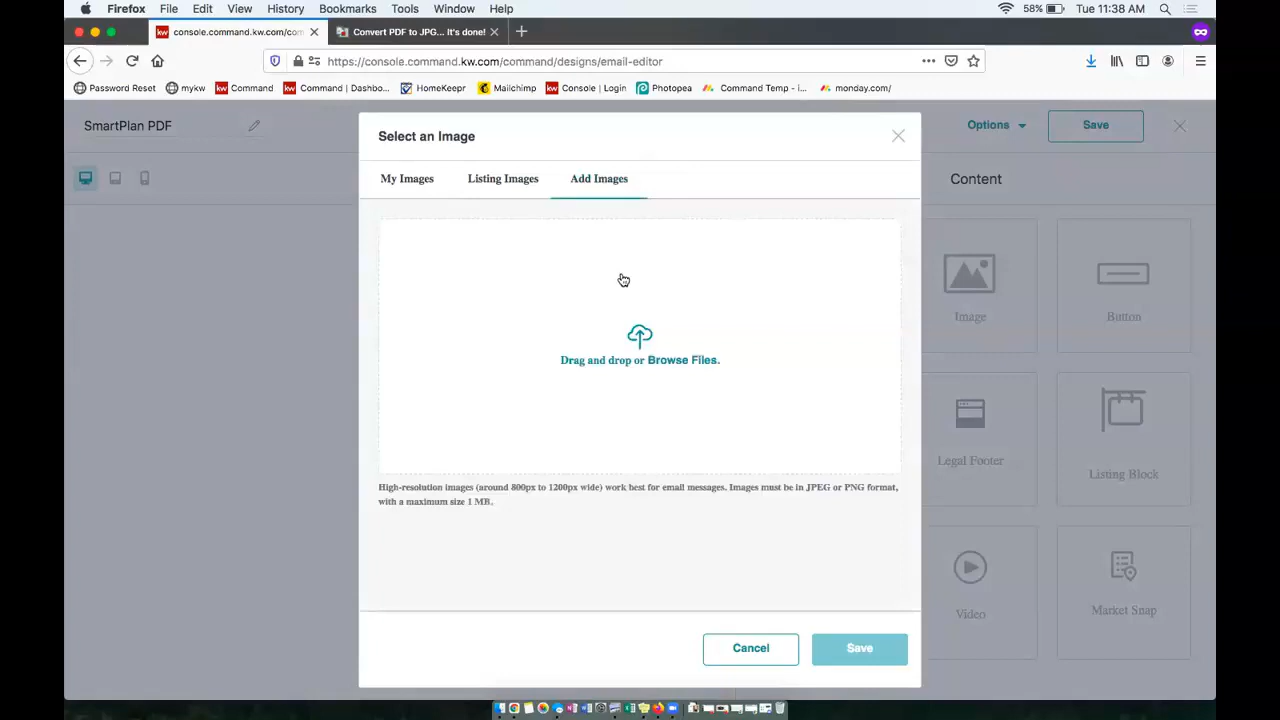 Firefox File Edit View History Bookmarks Tools Window Help 58% Tue 11:38 AM
console.command.kw.com/con Convert PDF to JPG... It's done!
https://console.command.kw.com/command/designs/email-editor
Password Reset mykw Command Command | Dashbo... HomeKeepr Mailchimp Console | Login Photopea Command Temp - i... monday.com/
SmartPlan PDF
Select an Image
Options
Save
My Images Listing Images Add Images
Content
Image
Button
Drag and drop or Browse Files.
Legal Footer
Listing Block
High-resolution images (around 800px to 1200px wide) work best for email messages. Images must be in JPEG or PNG format,
with a maximum size 1 MB.
Video
Market Snap
Cancel
Save